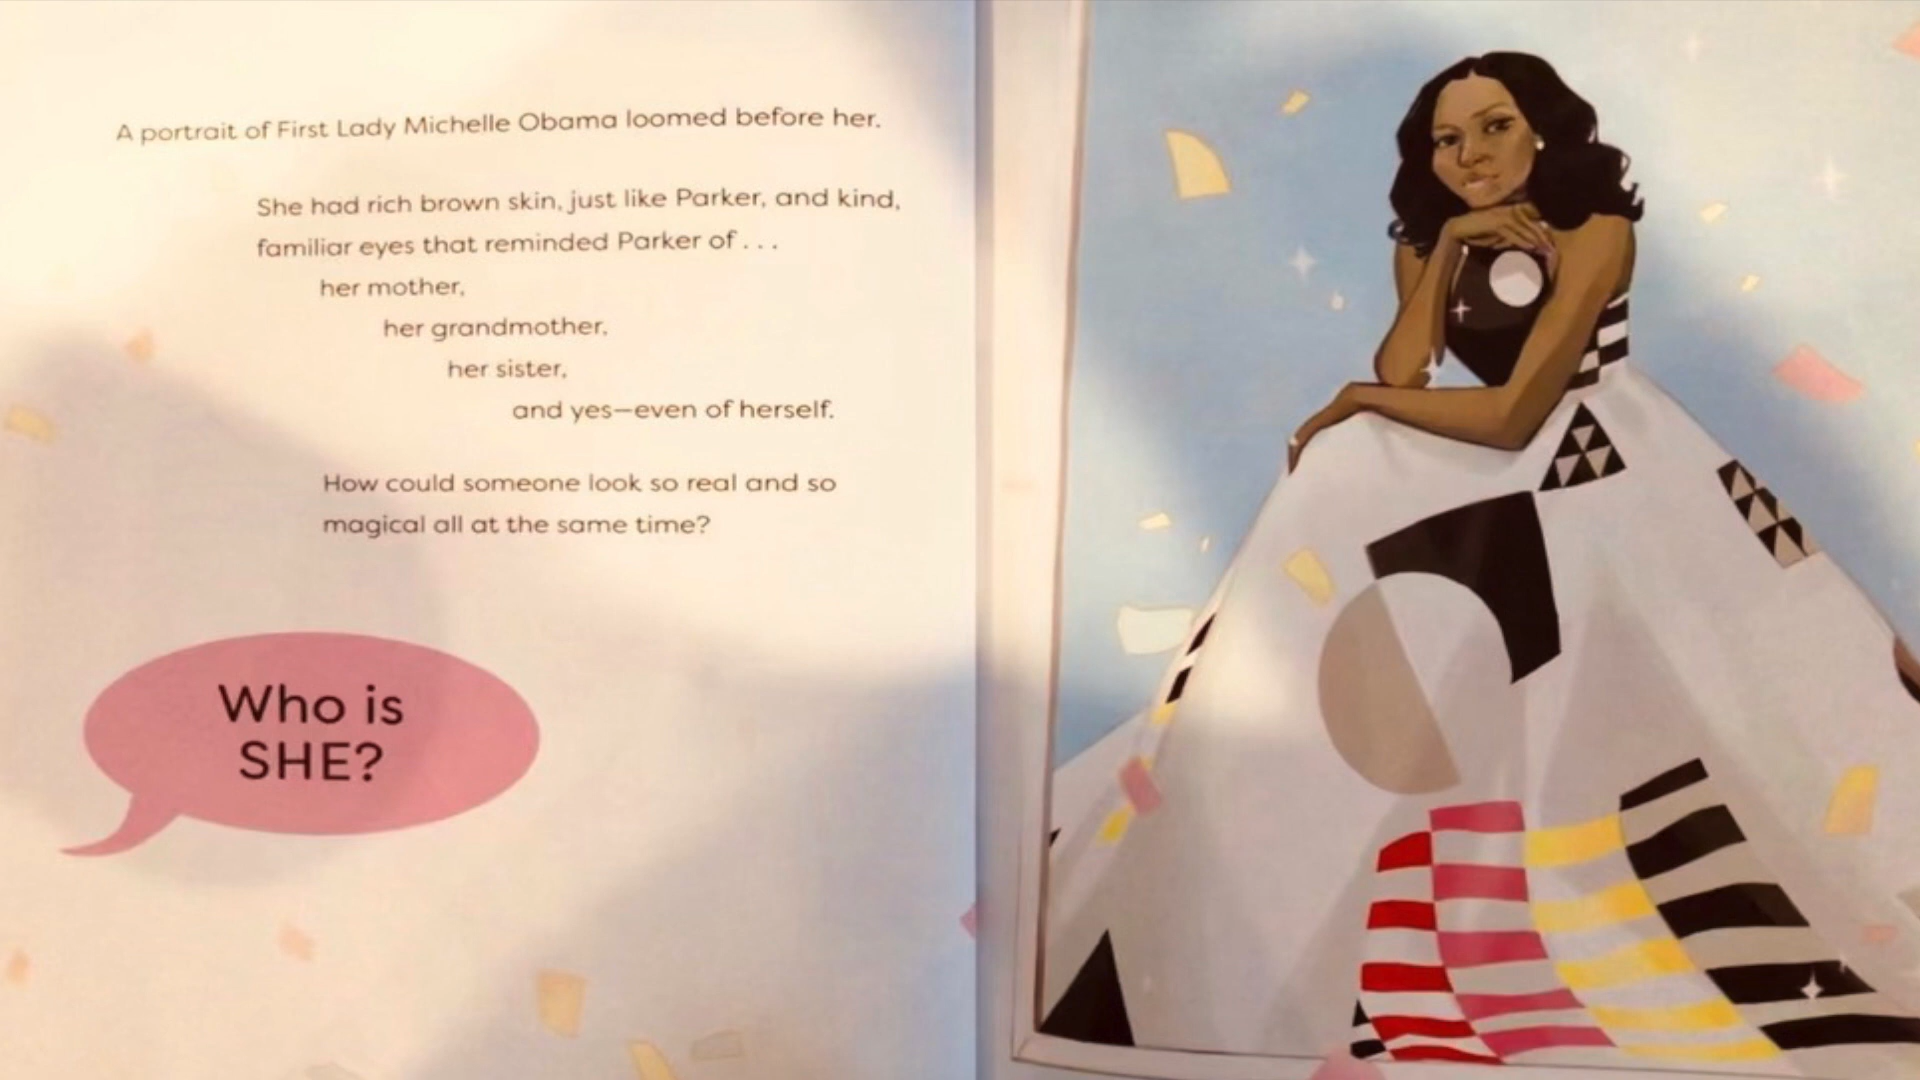 A portrait of First Lady Michelle Obama loomed before her.
She had rich brown skin, just like Parker, and kind,
familiar eyes that reminded Parker of . . .
her mother,
her grandmother,
her sister,
and yes—even of herself.
How could someone look so real and so
magical all at the same time?
Who is
SHE?